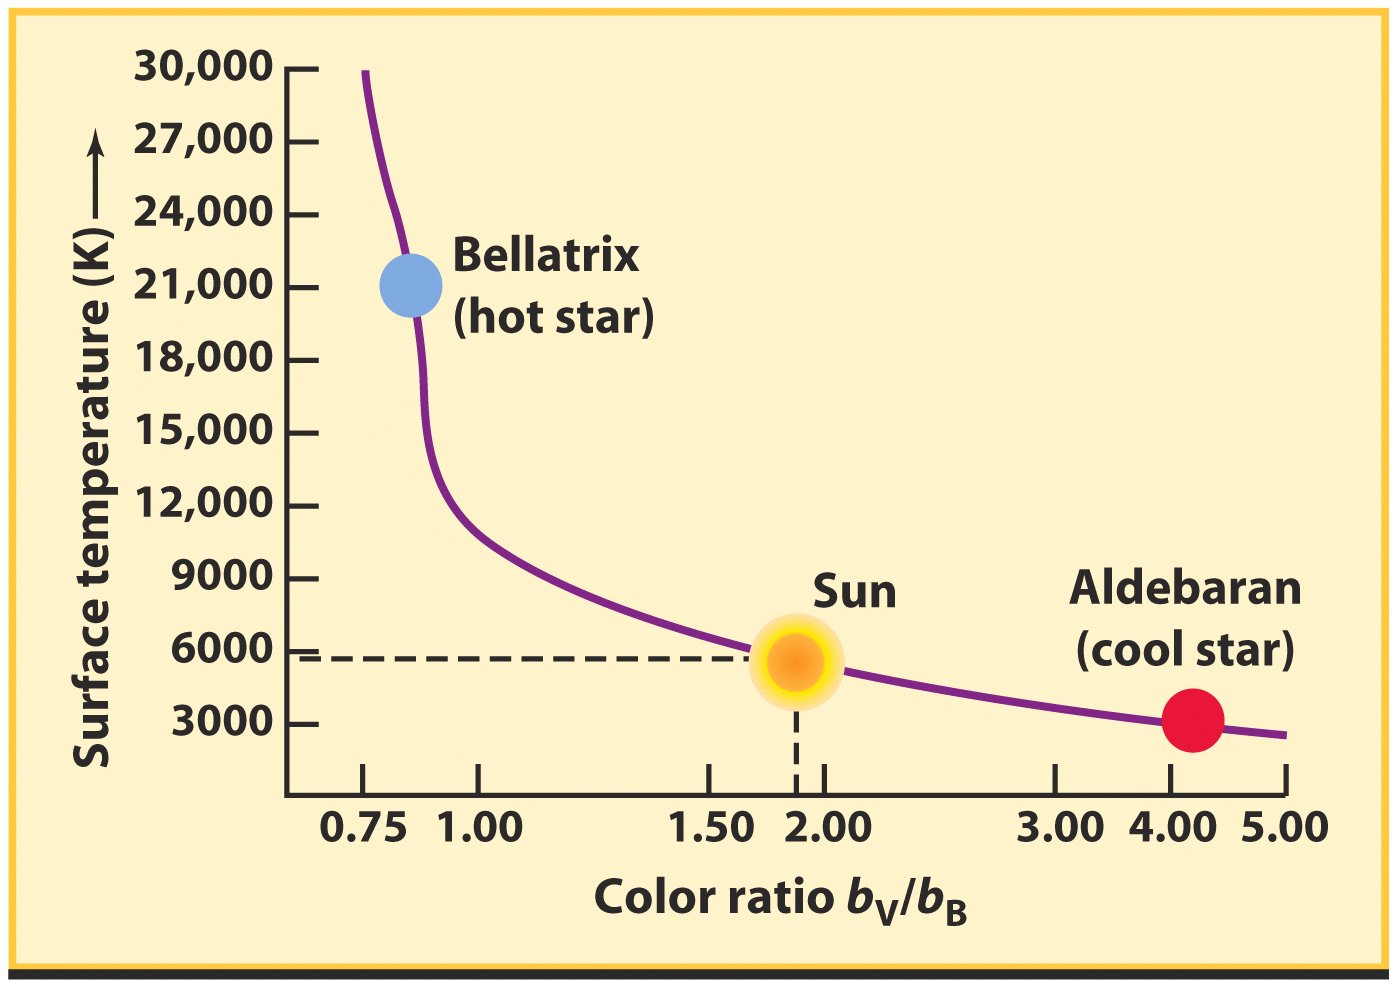 30,000
27,000
24,000
21,000
18,000
15,000
12,000
9000
6000
3000
Surface temperature (K)
Bellatrix
(hot star)
Sun
Aldebaran
(cool star)
0.75 1.00 1.50 2.00 3.00 4.00 5.00
Color ratio bV/bB